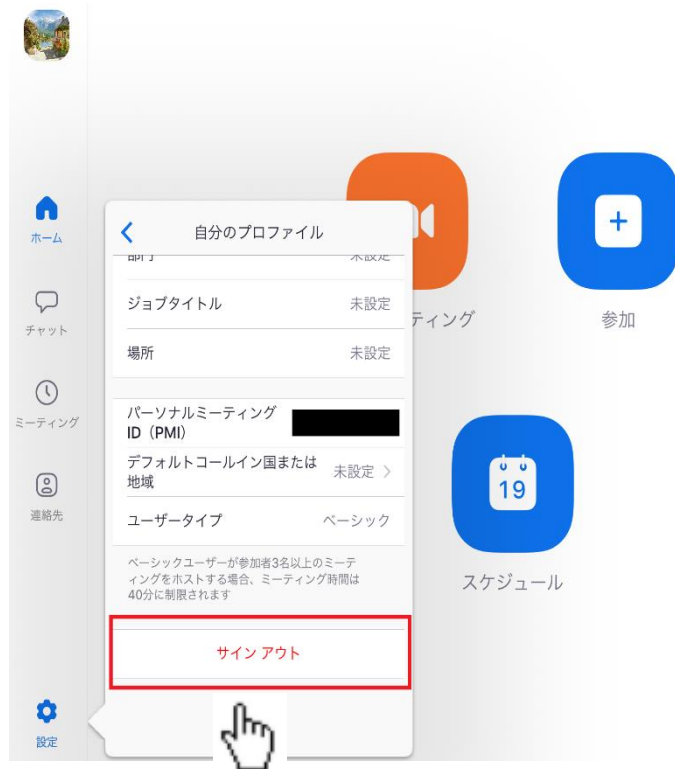 ホーム
チャット
ミーティング
連絡先
設定
自分のプロファイル
部門 未設定
ジョブタイトル 未設定
場所 未設定
パーソナルミーティング
ID（PMI）
デフォルトコールイン国または
地域
未設定
ユーザータイプ ベーシック
ベーシックユーザーが参加者3名以上のミーテ
ィングをホストする場合、ミーティング時間は
40分に制限されます
サイン アウト
ティング
参加
19
スケジュール